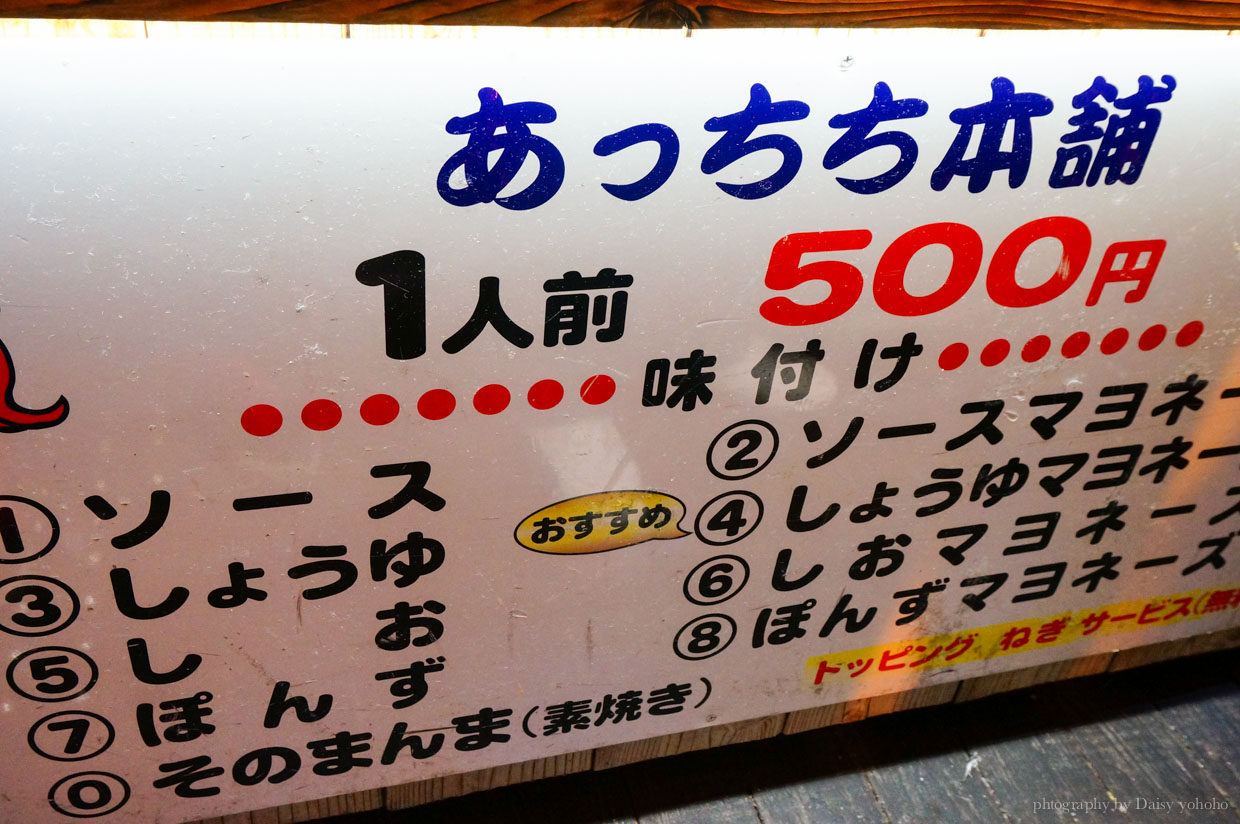 あっちち本舗
1人前 500円
味付け
① ソース
② ソースマヨネー
③ しょうゆ
おすすめ ④ しょうゆマヨネー
⑤ しお
⑥ しおマヨネーズ
⑦ ぽんず
⑧ ぽんずマヨネーズ
⓪ そのまんま(素焼き)
トッピング ねぎ サービス(無料
phtography by Daisy yohoho